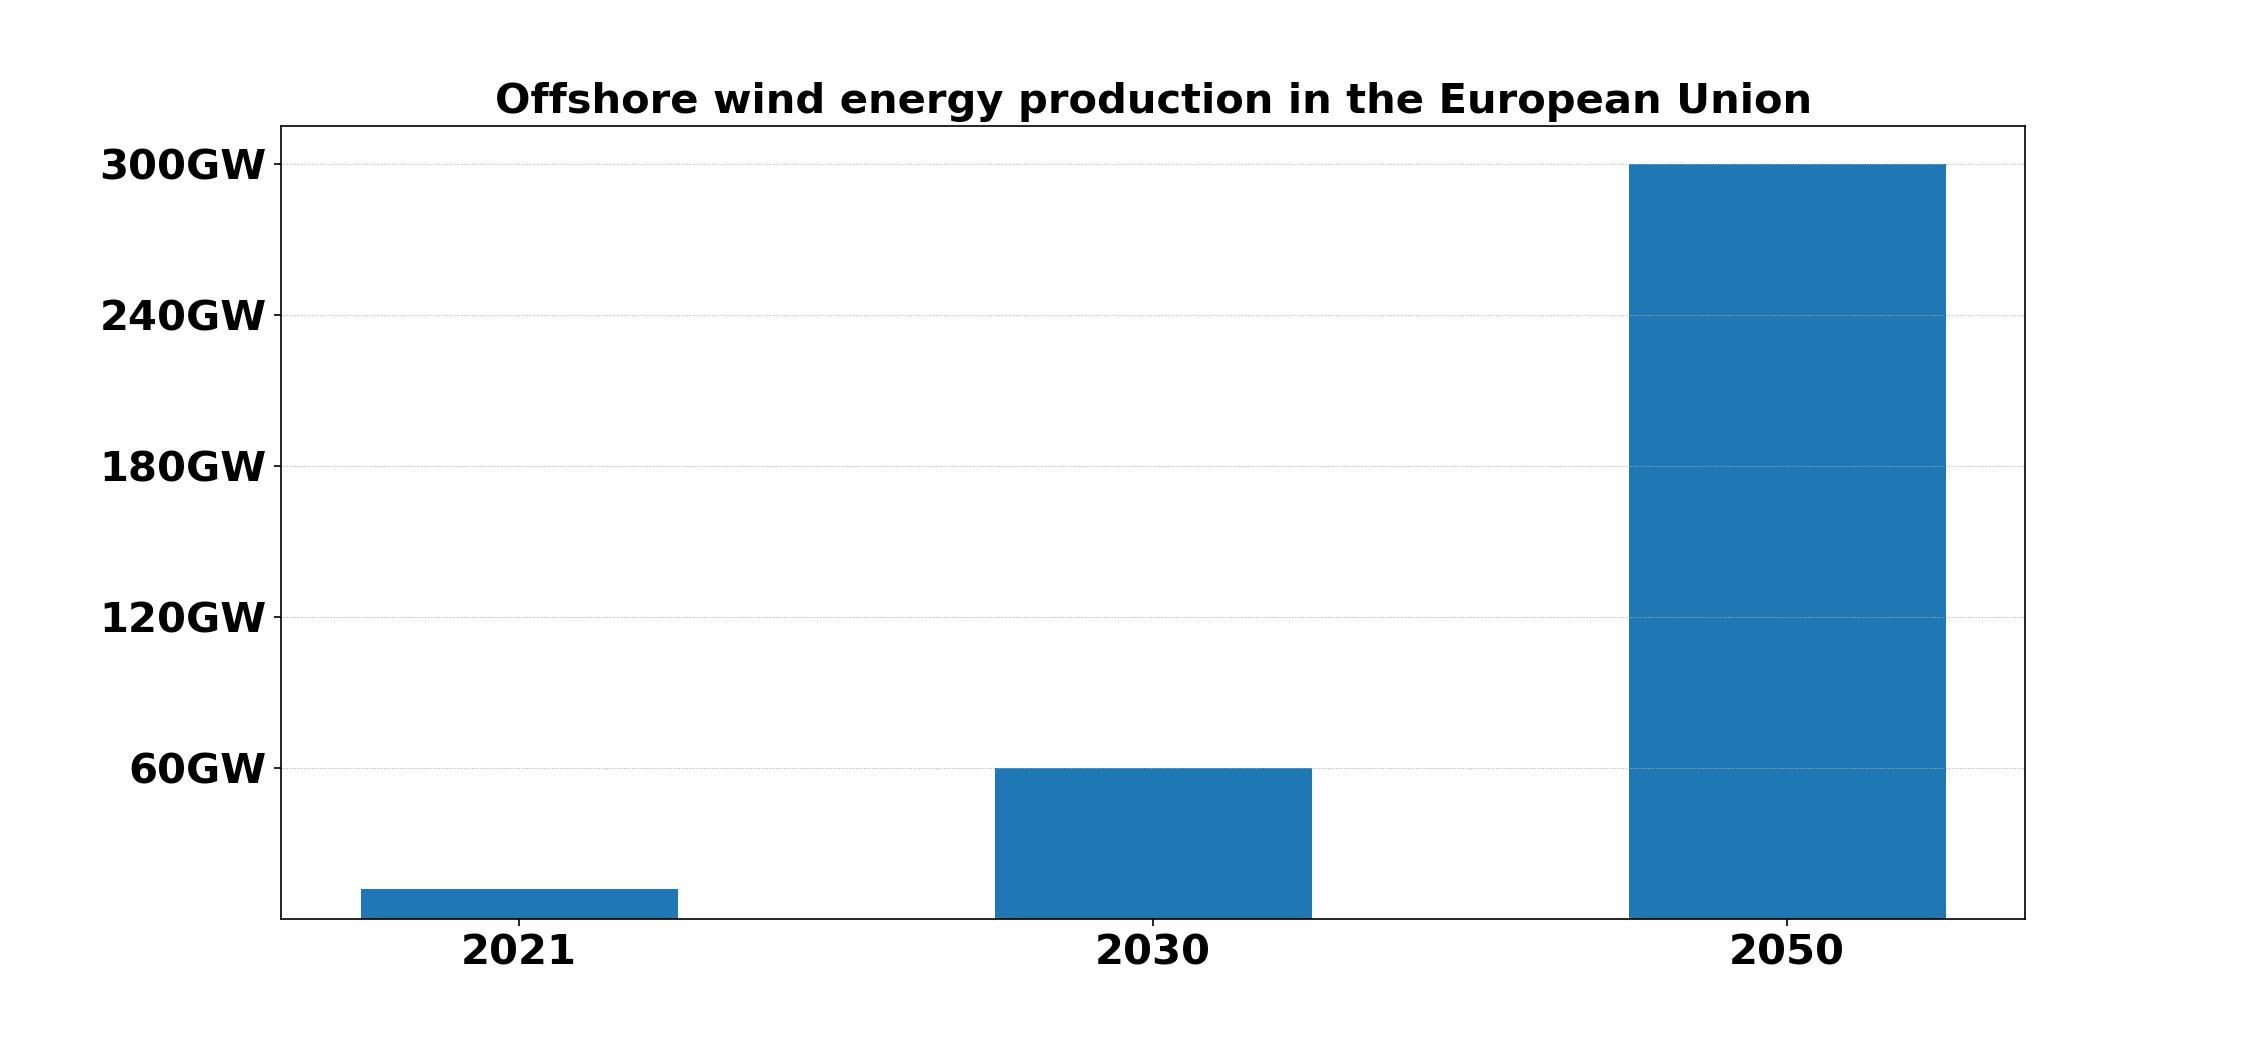 Offshore wind energy production in the European Union
300GW
240GW
180GW
120GW
60GW
2021 2030 2050